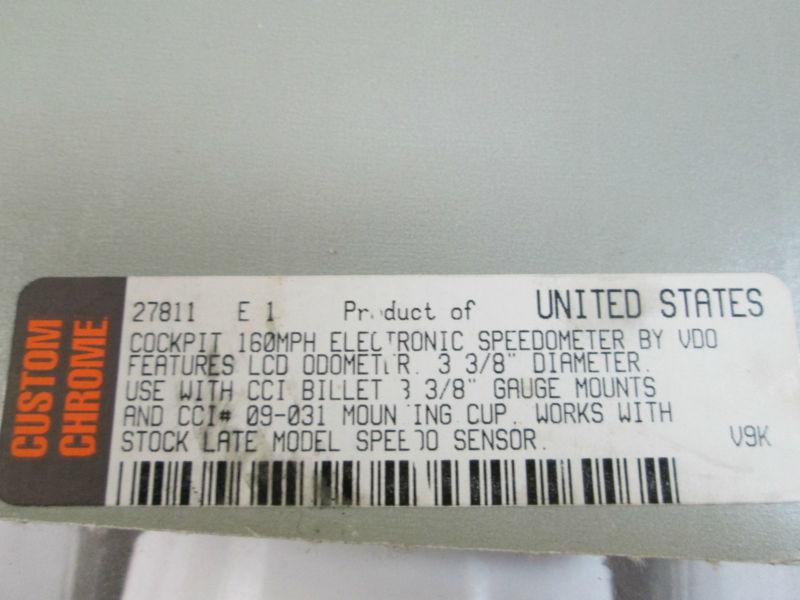 CUSTOM
CHROME.
27811 E 1 Product of UNITED STATES
COCKPIT 160MPH ELECTRONIC SPEEDOMETER BY VDO
FEATURES LCD ODOMETER. 3 3/8" DIAMETER.
USE WITH CCI BILLET 3 3/8" GAUGE MOUNTS
AND CCI# 09-031 MOUNTING CUP. WORKS WITH
STOCK LATE MODEL SPEEDO SENSOR. V9K